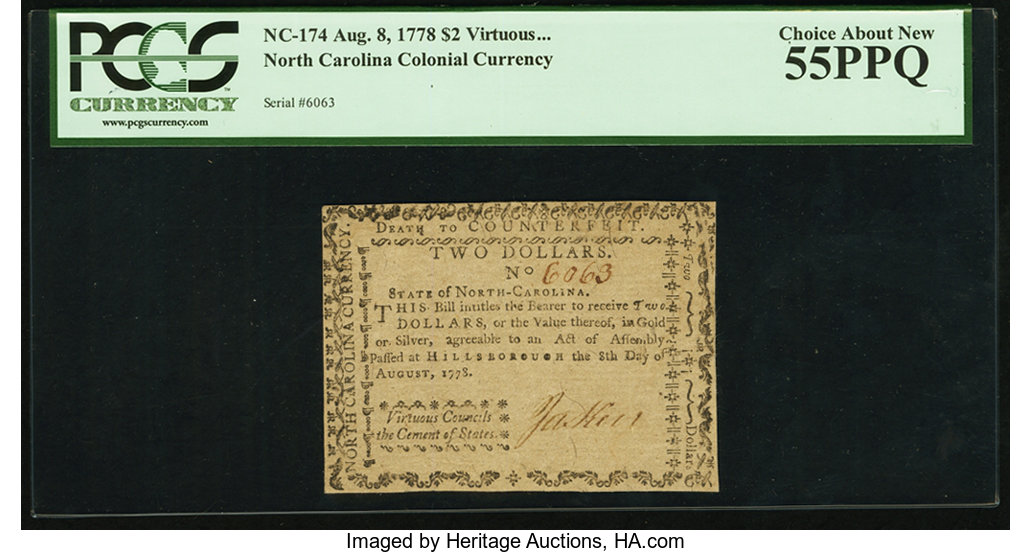 PCGS
CURRENCY
www.pcgscurrency.com
NC-174 Aug. 8, 1778 $2 Virtuous...
North Carolina Colonial Currency
Serial #6063
Choice About New
55PPQ
NORTH CAROLINA CURRENCY.
DEATH TO COUNTERFEIT.
TWO DOLLARS.
No 6063
STATE of NORTH-CAROLINA.
THIS Bill intitles the Bearer to receive Two
DOLLARS, or the Value thereof, in Gold
or Silver, agreeable to an Act of Assembly
Passed at HILLSBOROUGH the 8th Day of
AUGUST, 1778.
Virtuous Councils
the Cement of States.
Two
Dollars
Imaged by Heritage Auctions, HA.com